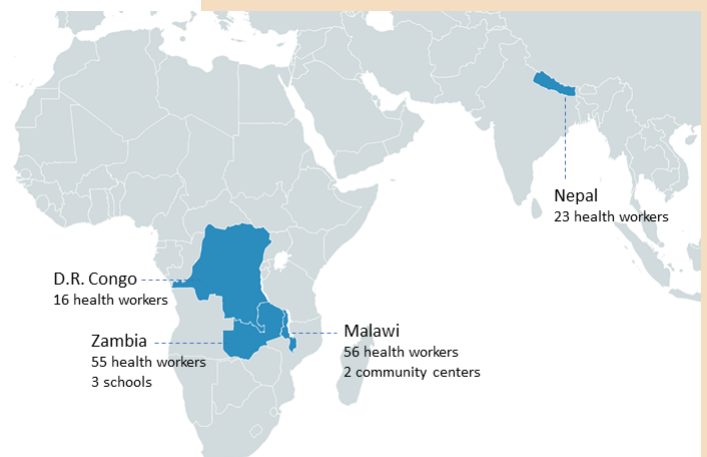 Nepal
23 health workers
D.R. Congo
16 health workers
Zambia
55 health workers
3 schools
Malawi
56 health workers
2 community centers